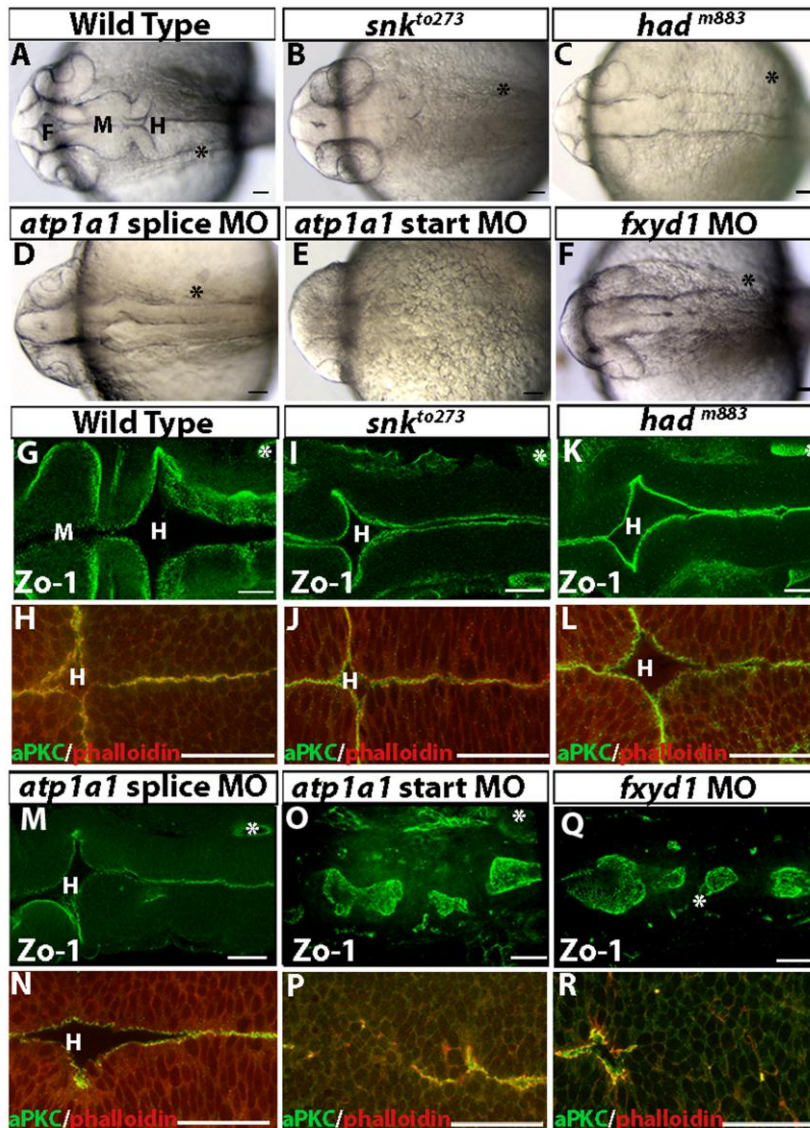 Wild Type snk to273 had m883
A B C
F M H * * *
atp1a1 splice MO atp1a1 start MO fxyd1 MO
D E F
* *
Wild Type snk to273 had m883
G * I * K *
M H H H
Zo-1 Zo-1 Zo-1
H J L
H H H
aPKC/phalloidin aPKC/phalloidin aPKC/phalloidin
atp1a1 splice MO atp1a1 start MO fxyd1 MO
M * O * Q
H *
Zo-1 Zo-1 Zo-1
N P R
H
aPKC/phalloidin aPKC/phalloidin aPKC/phalloidin